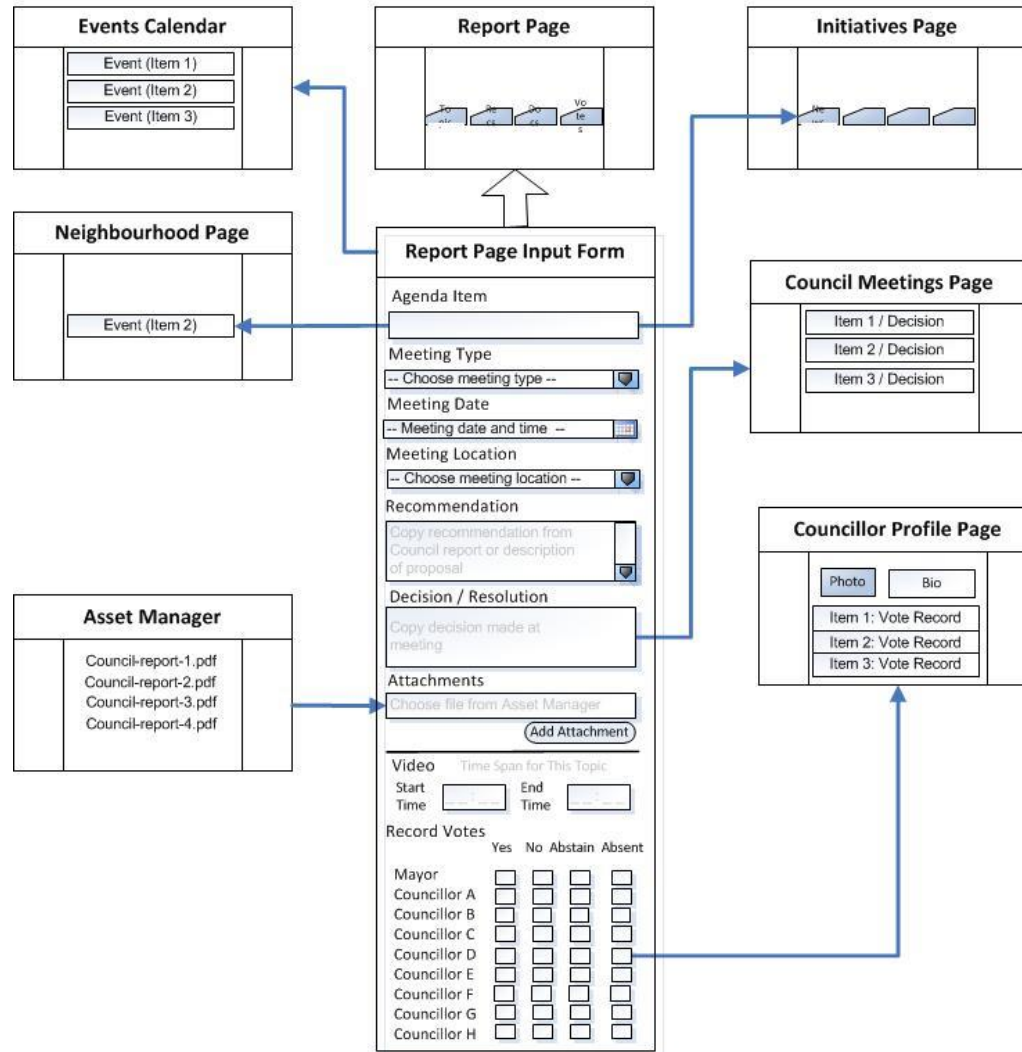 Events Calendar
Event (Item 1)
Event (Item 2)
Event (Item 3)
Report Page
Vo
te
s
Initiatives Page
Neighbourhood Page
Event (Item 2)
Report Page Input Form
Agenda Item
Meeting Type
-- Choose meeting type --
Meeting Date
-- Meeting date and time --
Meeting Location
-- Choose meeting location --
Recommendation
Copy recommendation from
Council report or description
of proposal
Decision / Resolution
Copy decision made at
meeting
Attachments
Choose file from Asset Manager
Add Attachment
Video Time Span for This Topic
Start
Time
__:__
End
Time
__:__
Record Votes
Yes No Abstain Absent
Mayor
Councillor A
Councillor B
Councillor C
Councillor D
Councillor E
Councillor F
Councillor G
Councillor H
Council Meetings Page
Item 1 / Decision
Item 2 / Decision
Item 3 / Decision
Councillor Profile Page
Photo
Bio
Item 1: Vote Record
Item 2: Vote Record
Item 3: Vote Record
Asset Manager
Council-report-1.pdf
Council-report-2.pdf
Council-report-3.pdf
Council-report-4.pdf